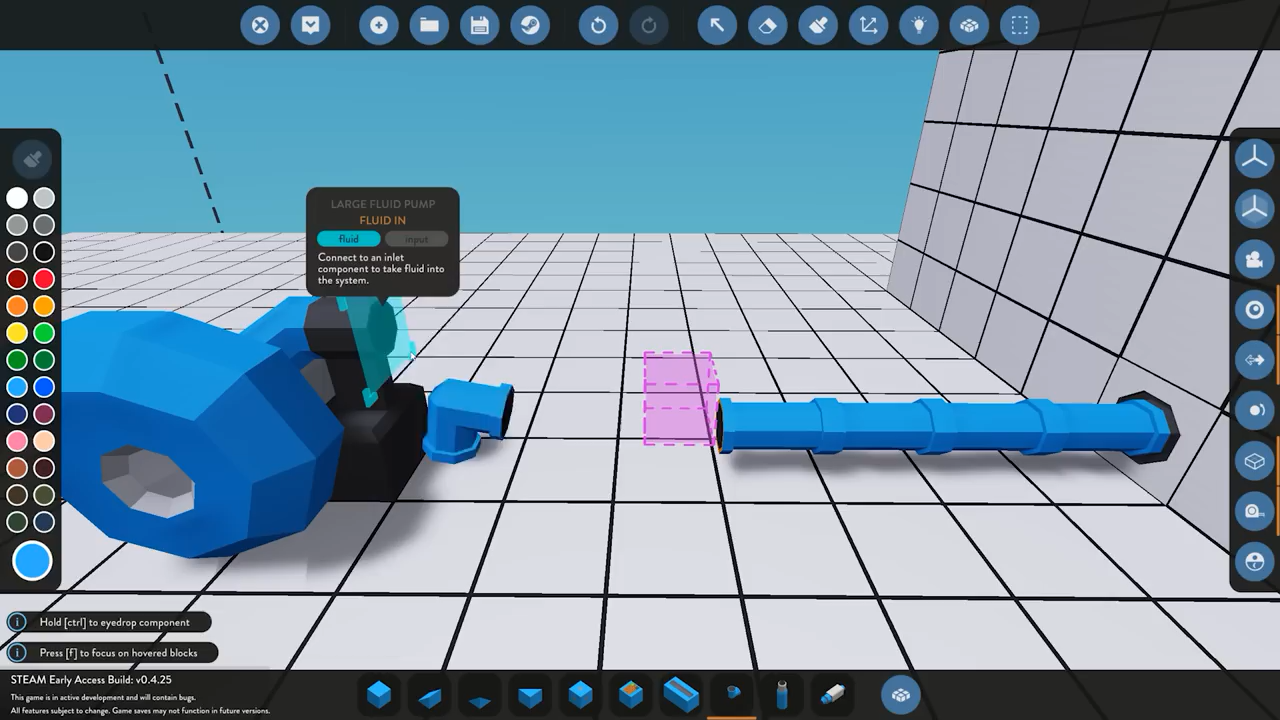 LARGE FLUID PUMP
FLUID IN
fluid input
Connect to an inlet
component to take fluid into
the system.
Hold [ctrl] to eyedrop component
Press [f] to focus on hovered blocks
STEAM Early Access Build: v0.4.25
This game is in active development and will contain bugs.
All features subject to change. Game saves may not function in future versions.